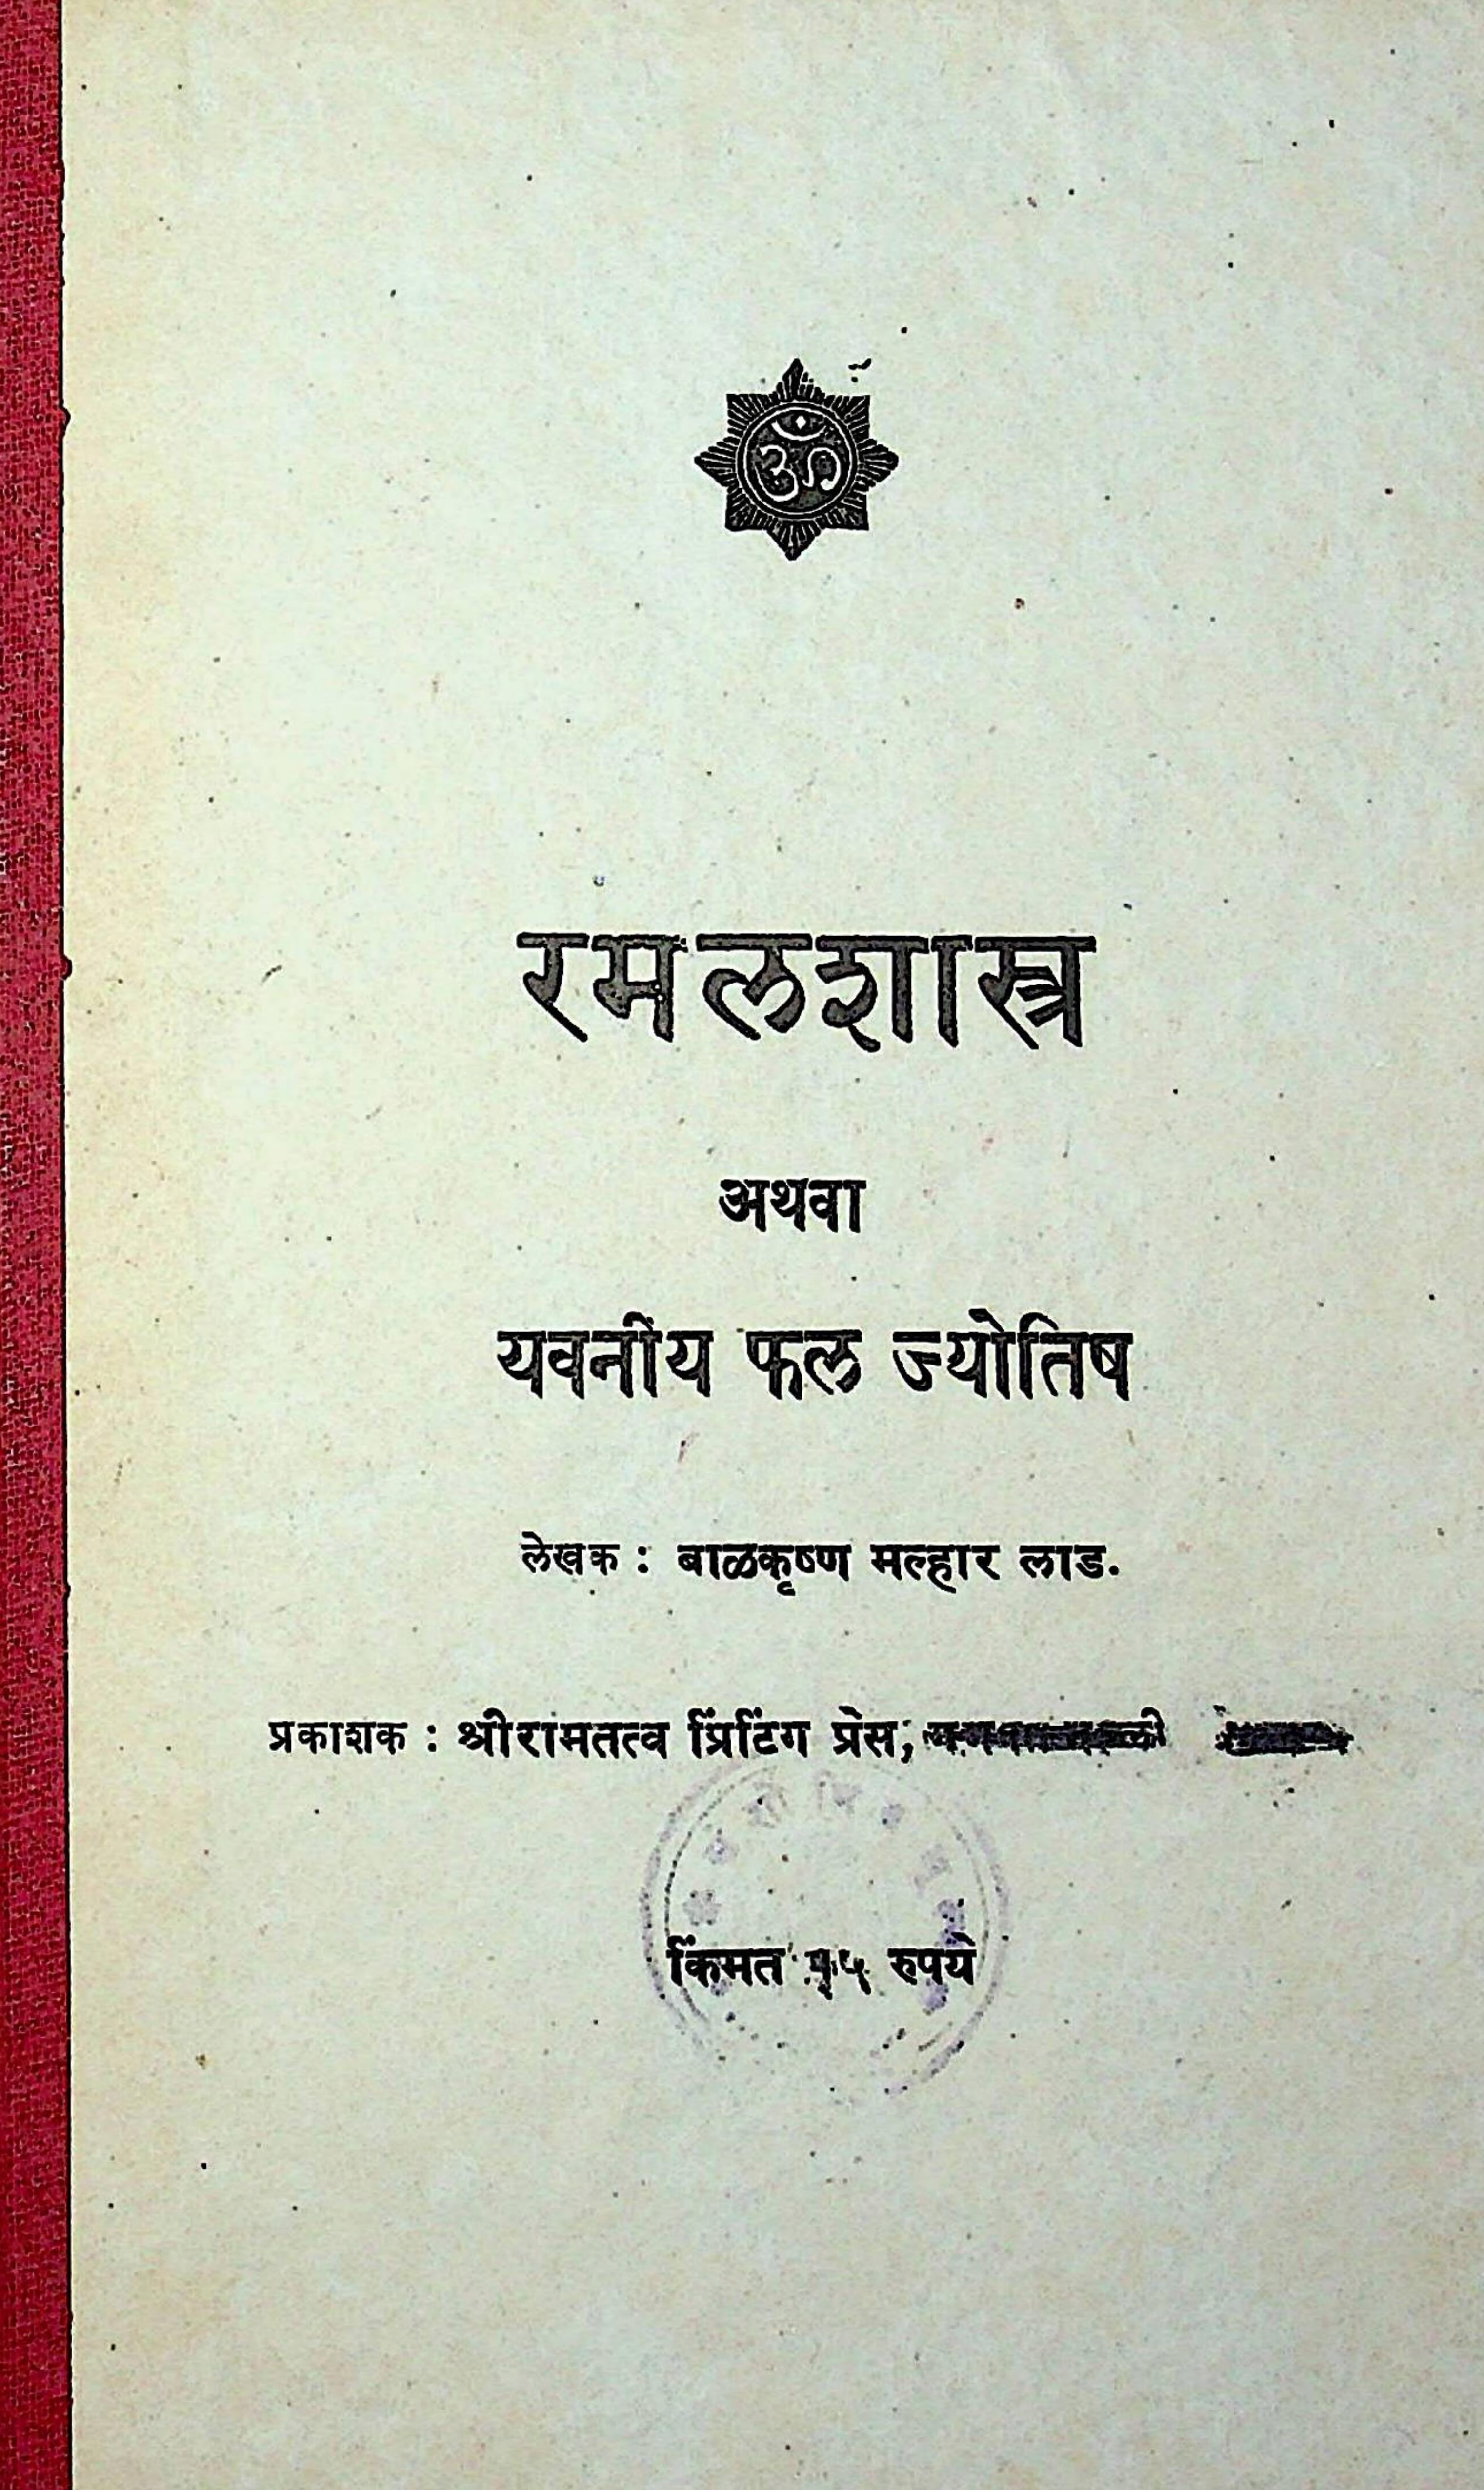 ॐ
रमलशास्त्र
अथवा
यवनीय फल ज्योतिष
लेखक : बाळकृष्ण मल्हार लाड.
प्रकाशक : श्रीरामतत्व प्रिंटिंग प्रेस,
किंमत १५ रुपये